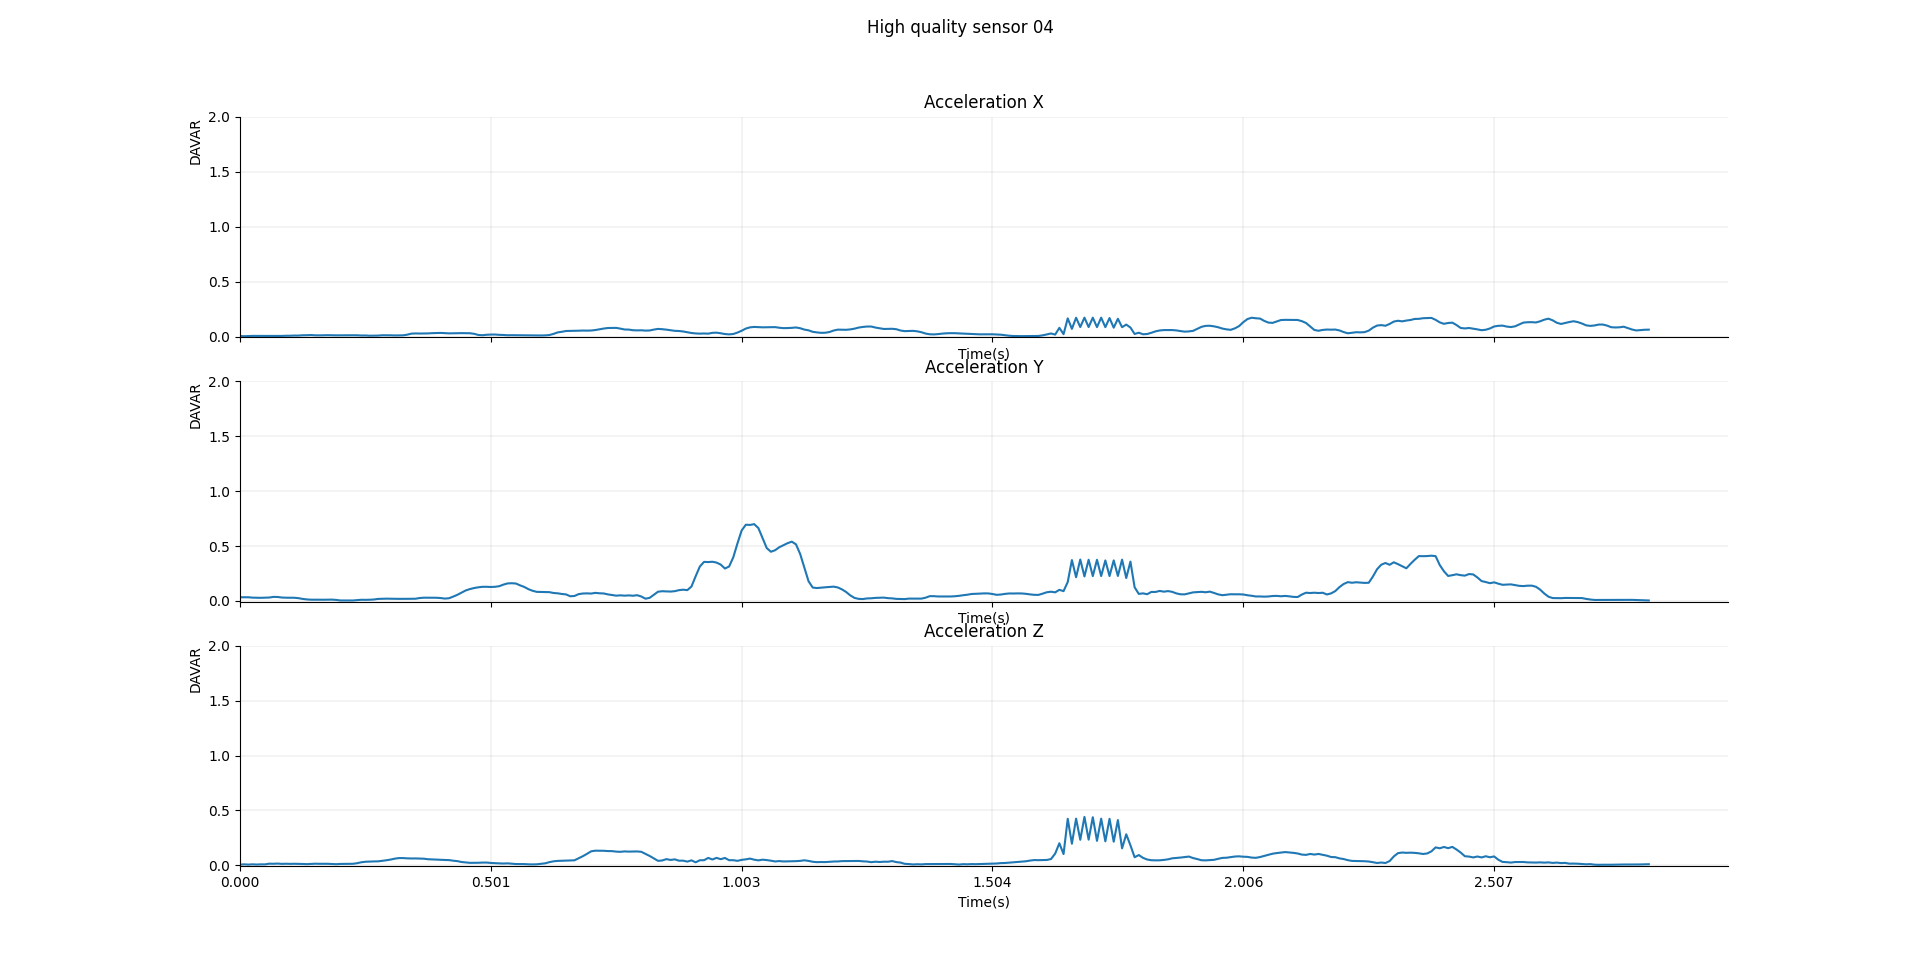 High quality sensor 04
Acceleration X
DAVAR
2.0
1.5
1.0
0.5
0.0
Time(s)
Acceleration Y
DAVAR
2.0
1.5
1.0
0.5
0.0
Time(s)
Acceleration Z
DAVAR
2.0
1.5
1.0
0.5
0.0
0.000 0.501 1.003 1.504 2.006 2.507
Time(s)